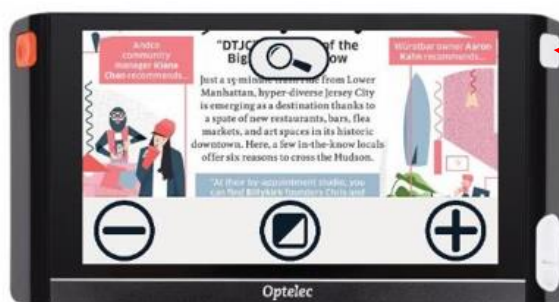 "DTJC" of the
Big ow
Andco
community
manager Kiana
Chen recommends...
Würstbar owner Aaron
Kahn recommends...
Just a 15-minute train ride from Lower
Manhattan, hyper-diverse Jersey City
is emerging as a destination thanks to
a spate of new restaurants, bars, flea
markets, and art spaces in its historic
downtown. Here, a few in-the-know locals
offer six reasons to cross the Hudson.
"At their by-appointment studio, you
can find Billykirk founders Chris and
Optelec